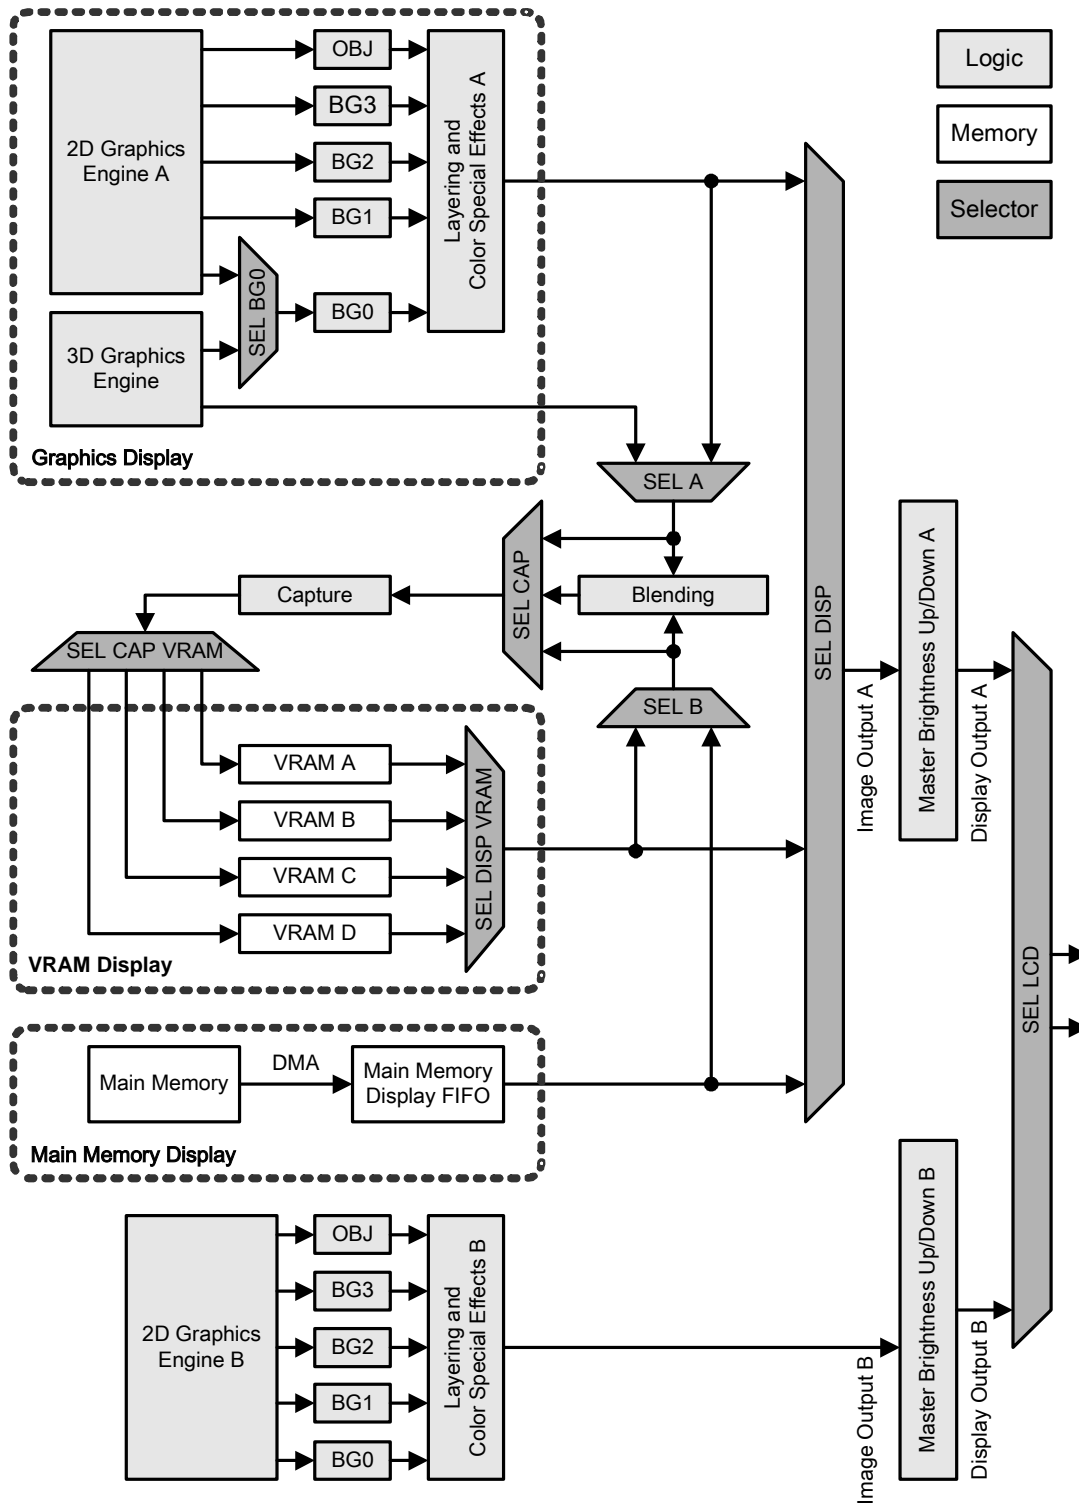 2D Graphics
Engine A
OBJ
BG3
BG2
BG1
BG0
SEL BG0
Layering and
Color Special Effects A
3D Graphics
Engine
Graphics Display
Logic
Memory
Selector
SEL A
SEL CAP
Blending
Capture
SEL CAP VRAM
SEL B
SEL DISP
VRAM A
VRAM B
VRAM C
VRAM D
SEL DISP VRAM
VRAM Display
Image Output A
Master Brightness Up/Down A
Display Output A
SEL LCD
Main Memory
DMA
Main Memory
Display FIFO
Main Memory Display
2D Graphics
Engine B
OBJ
BG3
BG2
BG1
BG0
Layering and
Color Special Effects B
Image Output B
Master Brightness Up/Down B
Display Output B